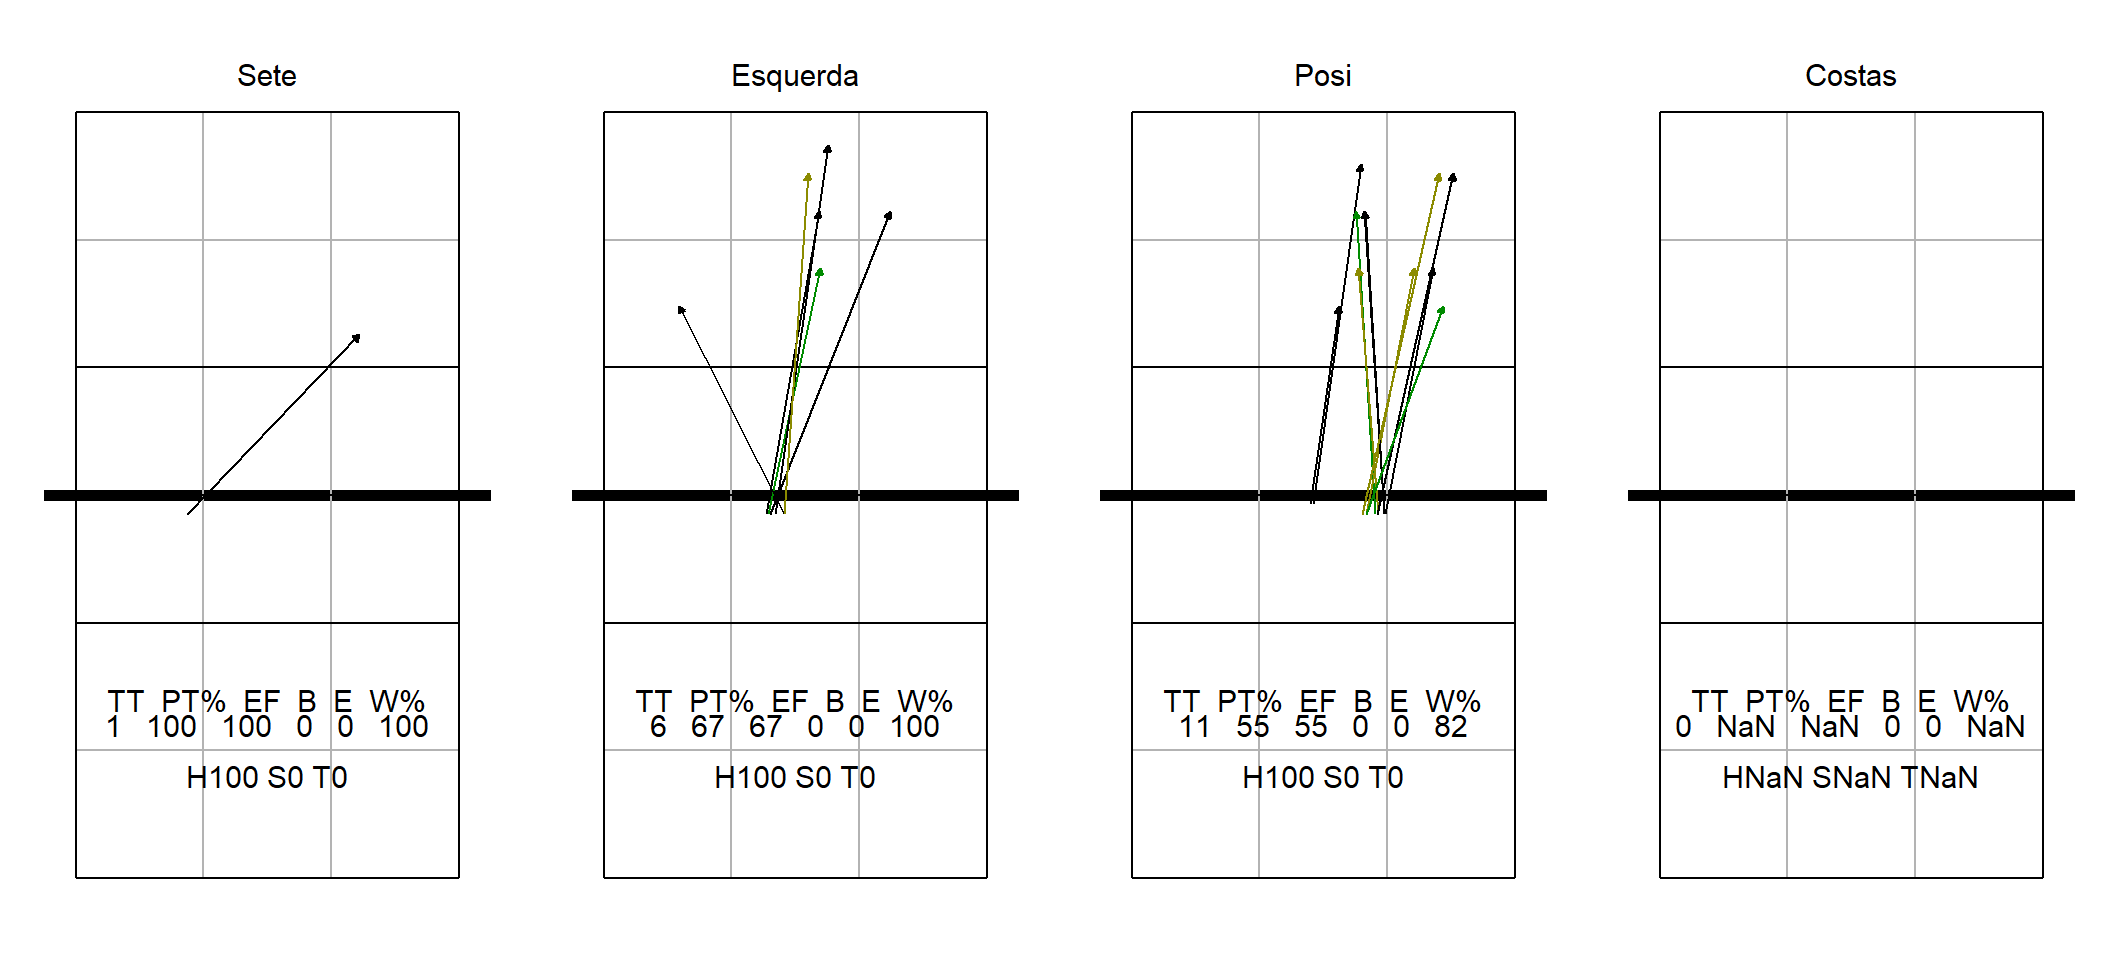 Sete
TT PT% EF B E W%
1 100 100 0 0 100
H100 S0 T0
Esquerda
TT PT% EF B E W%
6 67 67 0 0 100
H100 S0 T0
Posi
TT PT% EF B E W%
11 55 55 0 0 82
H100 S0 T0
Costas
TT PT% EF B E W%
0 NaN NaN 0 0 NaN
HNaN SNaN TNaN